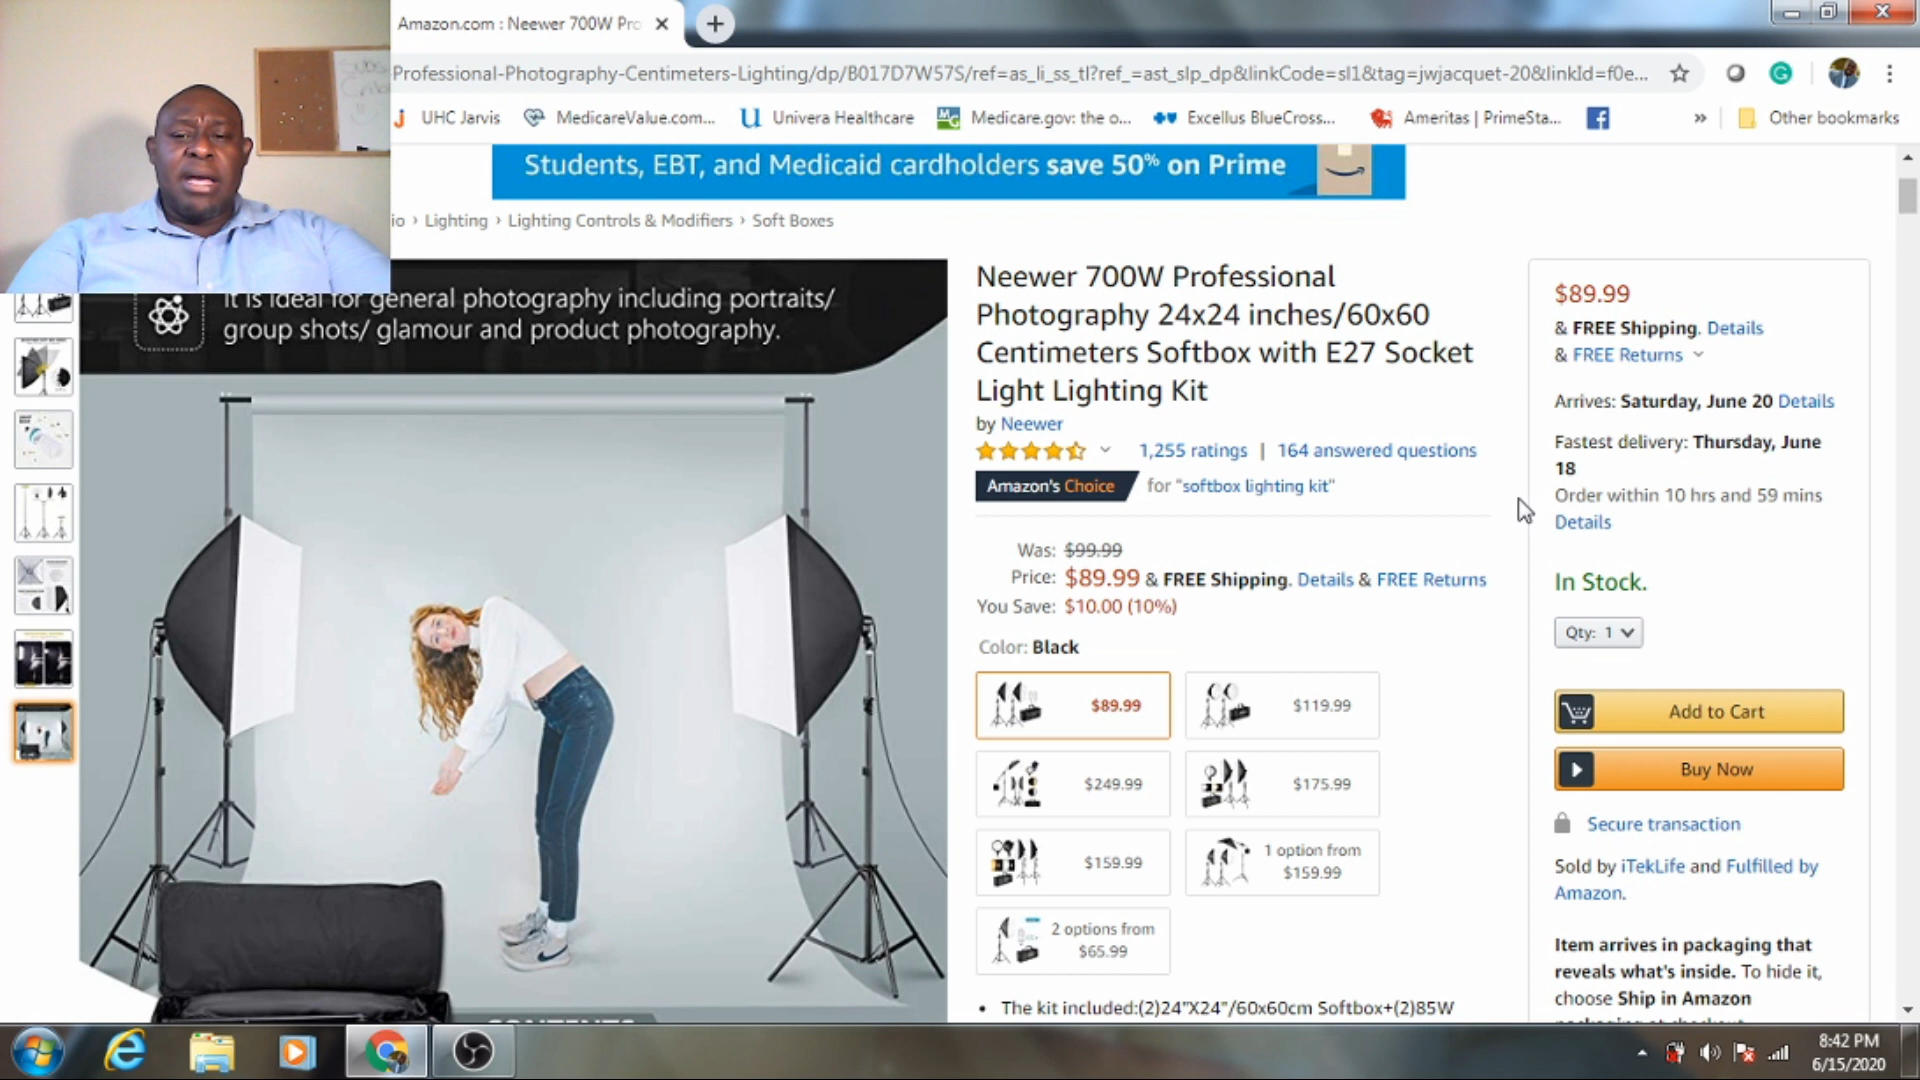 Amazon.com : Neewer 700W Pro
Professional-Photography-Centimeters-Lighting/dp/B017D7W57S/ref=as_li_ss_tl?ref_=ast_slp_dp&linkCode=sl1&tag=jwjacquet-20&linkId=f0e...
UHC Jarvis
MedicareValue.com...
Univera Healthcare
Medicare.gov: the o...
Excellus BlueCross...
Ameritas | PrimeSta...
»
Other bookmarks
Students, EBT, and Medicaid cardholders save 50% on Prime
io › Lighting › Lighting Controls & Modifiers › Soft Boxes
It is ideal for general photography including portraits/
group shots/ glamour and product photography.
Neewer 700W Professional
Photography 24x24 inches/60x60
Centimeters Softbox with E27 Socket
Light Lighting Kit
by Neewer
1,255 ratings | 164 answered questions
Amazon's Choice for "softbox lighting kit"
Was: $99.99
Price: $89.99 & FREE Shipping. Details & FREE Returns
You Save: $10.00 (10%)
Color: Black
$89.99
$119.99
$249.99
$175.99
$159.99
1 option from
$159.99
2 options from
$65.99
• The kit included:(2)24"X24"/60x60cm Softbox+(2)85W
$89.99
& FREE Shipping. Details
& FREE Returns
Arrives: Saturday, June 20 Details
Fastest delivery: Thursday, June
18
Order within 10 hrs and 59 mins
Details
In Stock.
Qty: 1
Add to Cart
Buy Now
Secure transaction
Sold by iTekLife and Fulfilled by
Amazon.
Item arrives in packaging that
reveals what's inside. To hide it,
choose Ship in Amazon
8:42 PM
6/15/2020